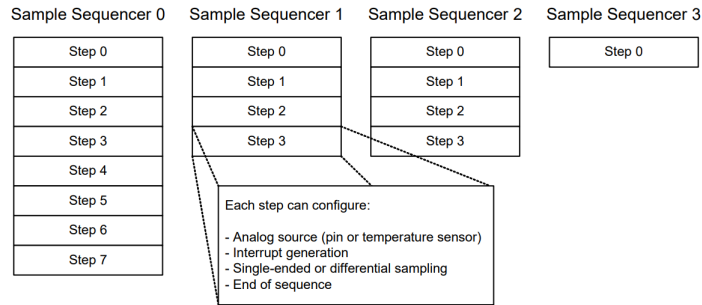 Sample Sequencer 0
Step 0
Step 1
Step 2
Step 3
Step 4
Step 5
Step 6
Step 7
Sample Sequencer 1
Step 0
Step 1
Step 2
Step 3
Sample Sequencer 2
Step 0
Step 1
Step 2
Step 3
Sample Sequencer 3
Step 0
Each step can configure:
- Analog source (pin or temperature sensor)
- Interrupt generation
- Single-ended or differential sampling
- End of sequence